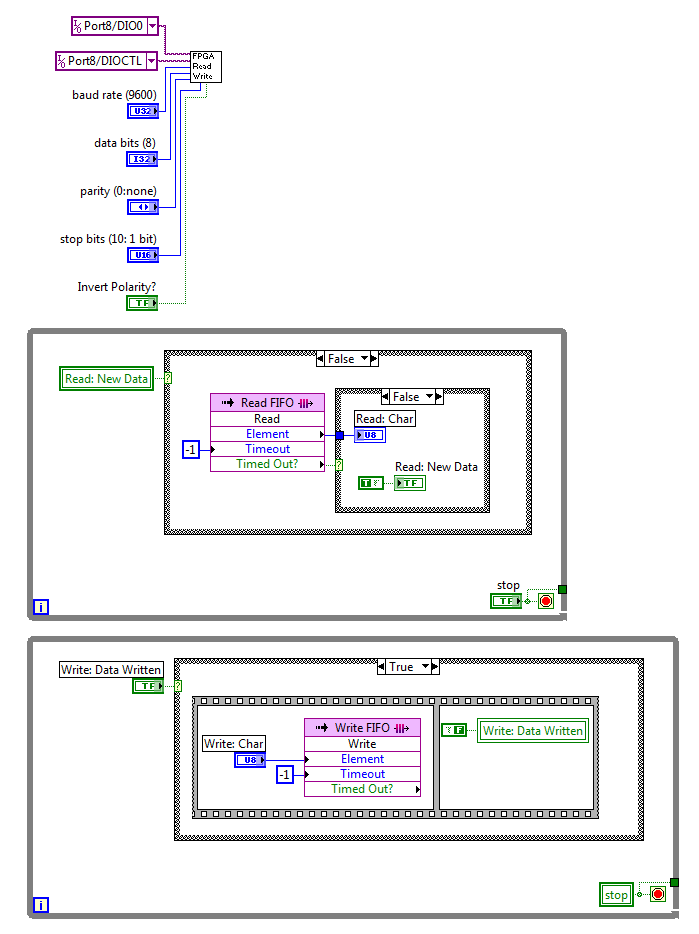 I/O Port8/DIO0
I/O Port8/DIOCTL
FPGA
Read
Write
baud rate (9600)
U32
data bits (8)
I32
parity (0:none)
stop bits (10: 1 bit)
U16
Invert Polarity?
TF
False
Read: New Data
?
Read FIFO
Read
Element
-1
Timeout
Timed Out?
False
Read: Char
U8
?
Read: New Data
T
TF
stop
TF
i
Write: Data Written
TF
?
True
Write FIFO
Write
Write: Char
U8
Element
-1
Timeout
Timed Out?
F
Write: Data Written
stop
i